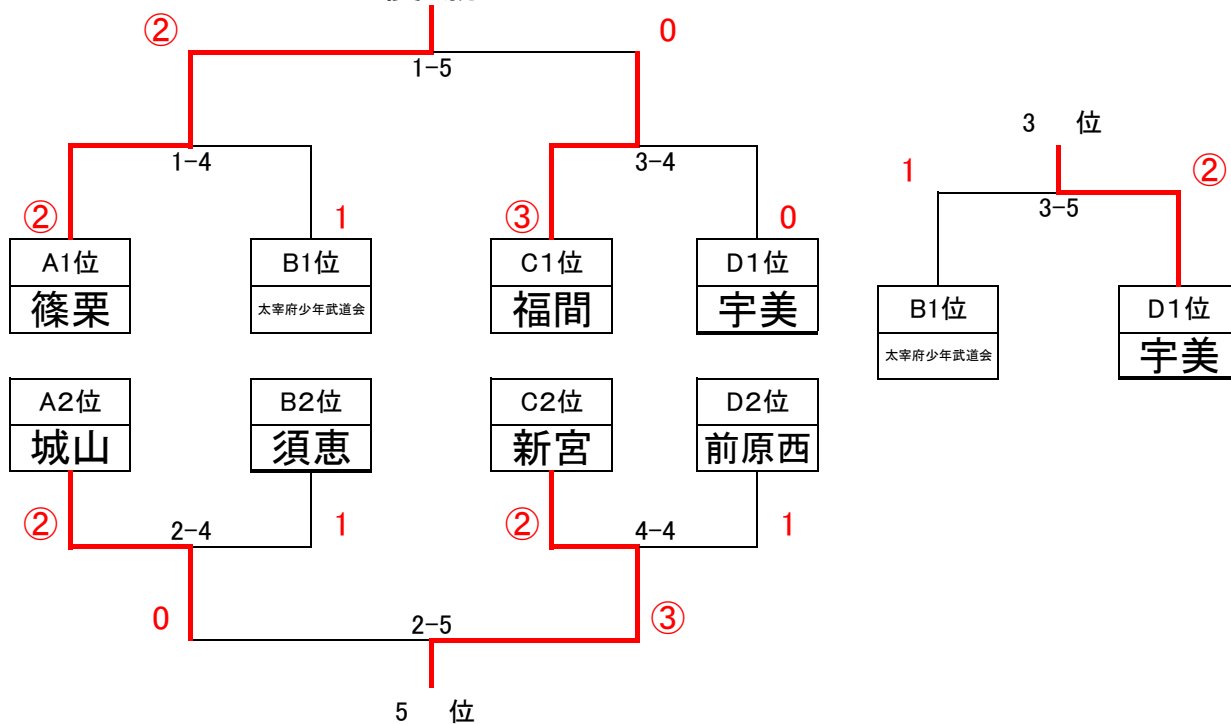 ② 0
1-5
1-4 3-4
② 1 ③ 0
A1位 B1位 C1位 D1位
篠栗 太宰府少年武道会 福間 宇美
3 位
1 ②
3-5
B1位 D1位
太宰府少年武道会 宇美
A2位 B2位 C2位 D2位
城山 須恵 新宮 前原西
② 2-4 1 ② 4-4 1
0 2-5 ③
5 位